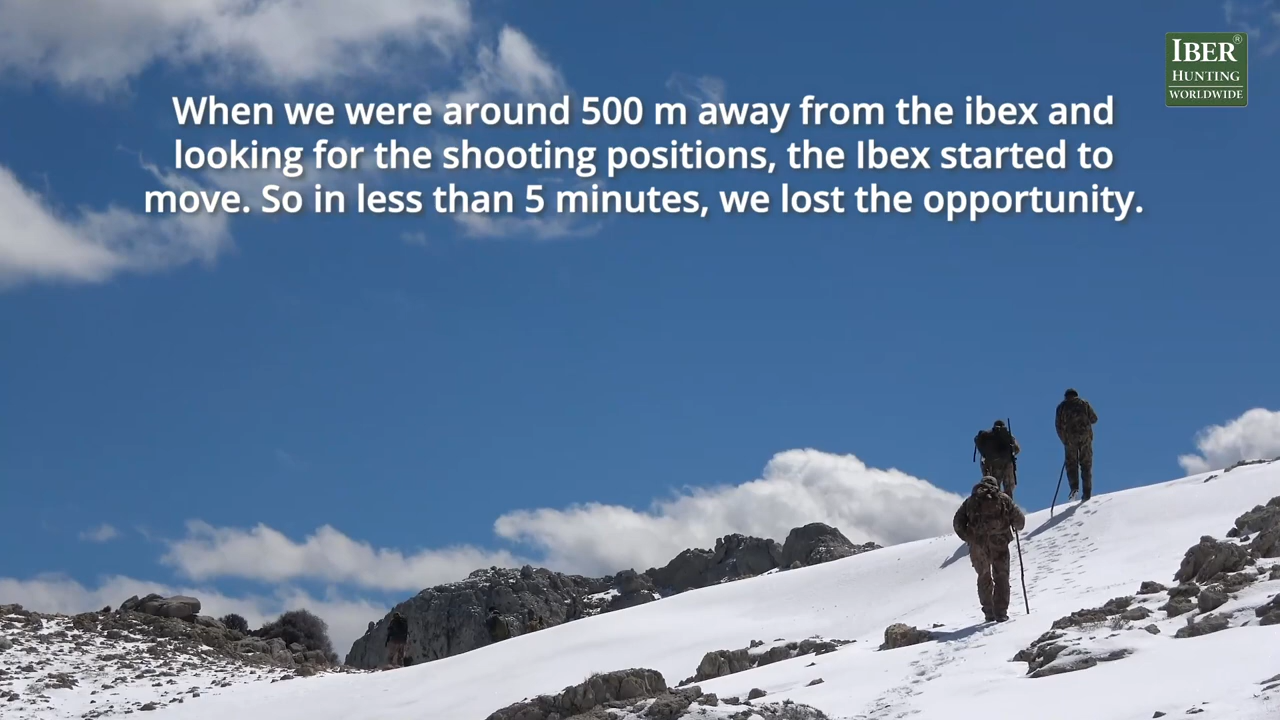 When we were around 500 m away from the ibex and
looking for the shooting positions, the Ibex started to
move. So in less than 5 minutes, we lost the opportunity.
IBER®
HUNTING
WORLDWIDE